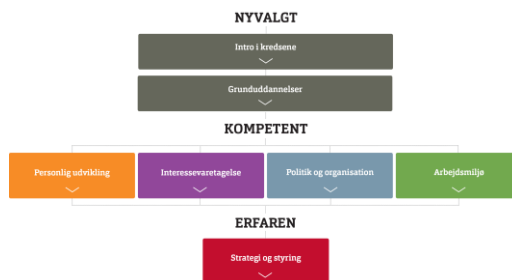 NYVALGT
Intro i kredsene
Grunduddannelser
KOMPETENT
Personlig udvikling
Interessevaretagelse
Politik og organisation
Arbejdsmiljø
ERFAREN
Strategi og styring